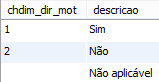 chdim_dir_mot descricao
1 Sim
2 Não
Não aplicável